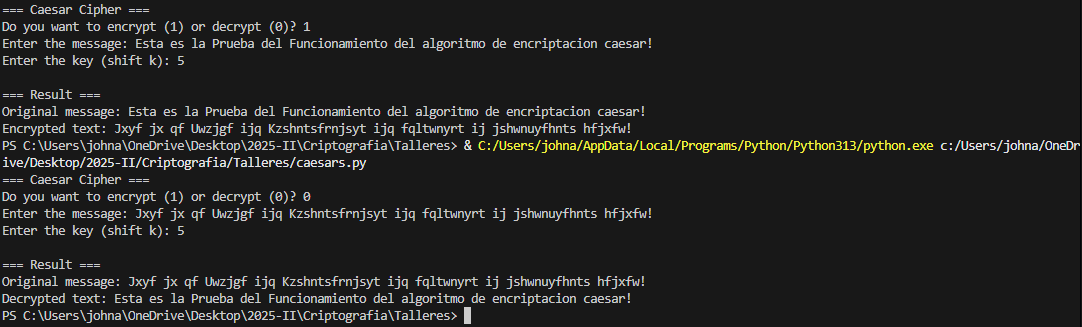 === Caesar Cipher ===
Do you want to encrypt (1) or decrypt (0)? 1
Enter the message: Esta es la Prueba del Funcionamiento del algoritmo de encriptacion caesar!
Enter the key (shift k): 5

=== Result ===
Original message: Esta es la Prueba del Funcionamiento del algoritmo de encriptacion caesar!
Encrypted text: Jxyf jx qf Uwzjgf ijq Kzshntsfrnjsyt ijq fqltwnyrt ij jshwnuyfhnts hfjxfw!
PS C:\Users\johna\OneDrive\Desktop\2025-II\Criptografia\Talleres> & C:/Users/johna/AppData/Local/Programs/Python/Python313/python.exe c:/Users/johna/OneDr
ive/Desktop/2025-II/Criptografia/Talleres/caesars.py
=== Caesar Cipher ===
Do you want to encrypt (1) or decrypt (0)? 0
Enter the message: Jxyf jx qf Uwzjgf ijq Kzshntsfrnjsyt ijq fqltwnyrt ij jshwnuyfhnts hfjxfw!
Enter the key (shift k): 5

=== Result ===
Original message: Jxyf jx qf Uwzjgf ijq Kzshntsfrnjsyt ijq fqltwnyrt ij jshwnuyfhnts hfjxfw!
Decrypted text: Esta es la Prueba del Funcionamiento del algoritmo de encriptacion caesar!
PS C:\Users\johna\OneDrive\Desktop\2025-II\Criptografia\Talleres>